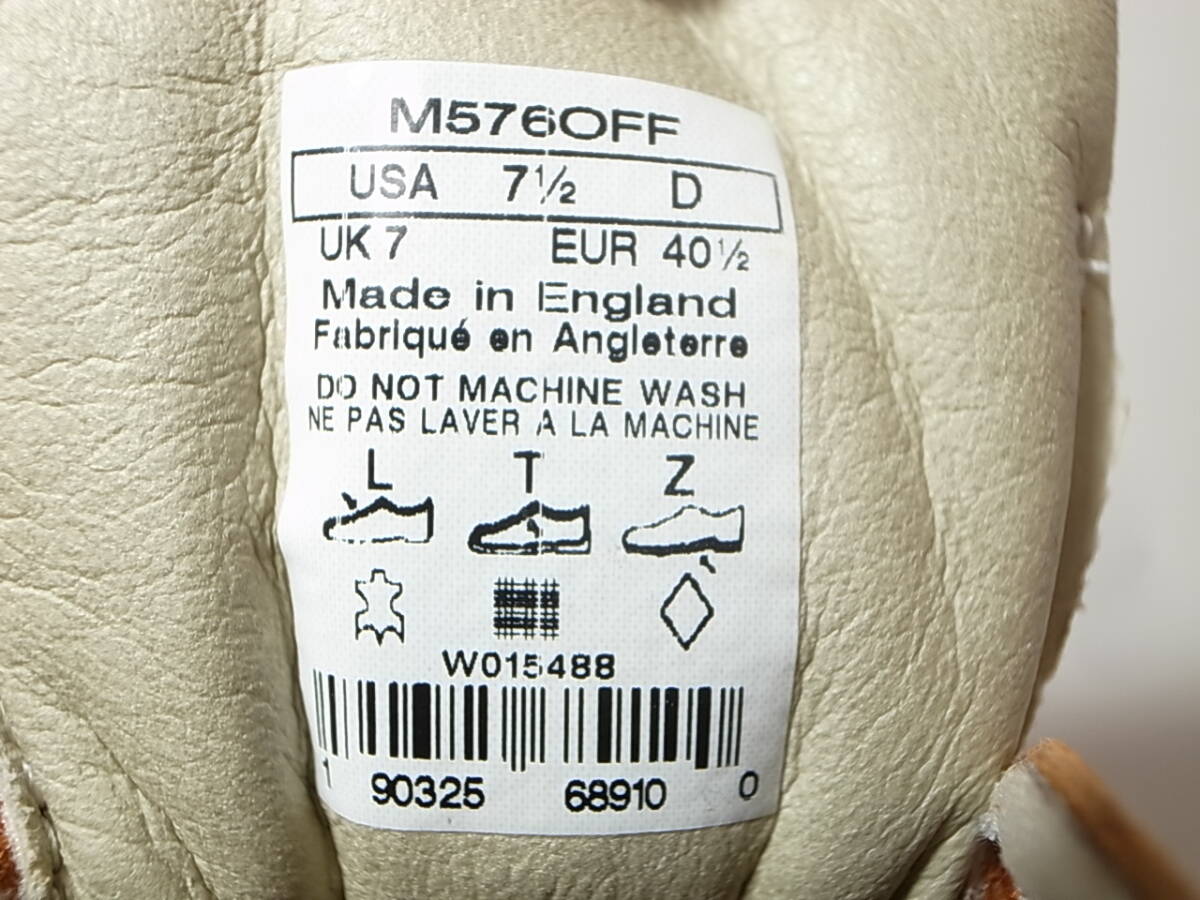 M576OFF
USA 7½ D
UK 7 EUR 40½
Made in England
Fabriqué en Angleterre
DO NOT MACHINE WASH
NE PAS LAVER A LA MACHINE
L T Z
W015488
1 90325 68910 0